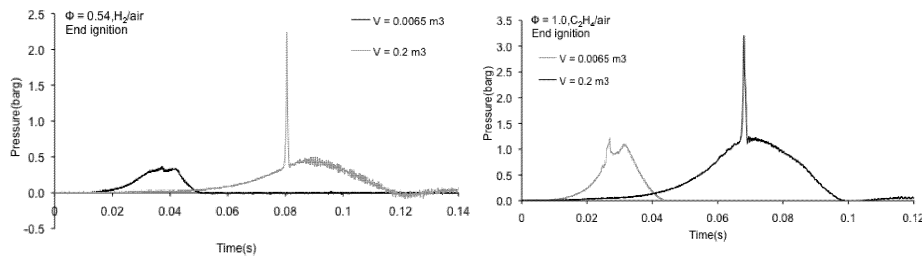 Φ = 0.54,H2/air
End ignition
V = 0.0065 m3
V = 0.2 m3
Pressure(barg)
2.5
2.0
1.5
1.0
0.5
0.0
-0.5
0
0.02
0.04
0.06
0.08
0.1
0.12
0.14
Time(s)
Φ = 1.0,C2H4/air
End ignition
V = 0.0065 m3
V = 0.2 m3
Pressure(barg)
3.5
3.0
2.5
2.0
1.5
1.0
0.5
0.0
0
0.02
0.04
0.06
0.08
0.1
0.12
Time(s)